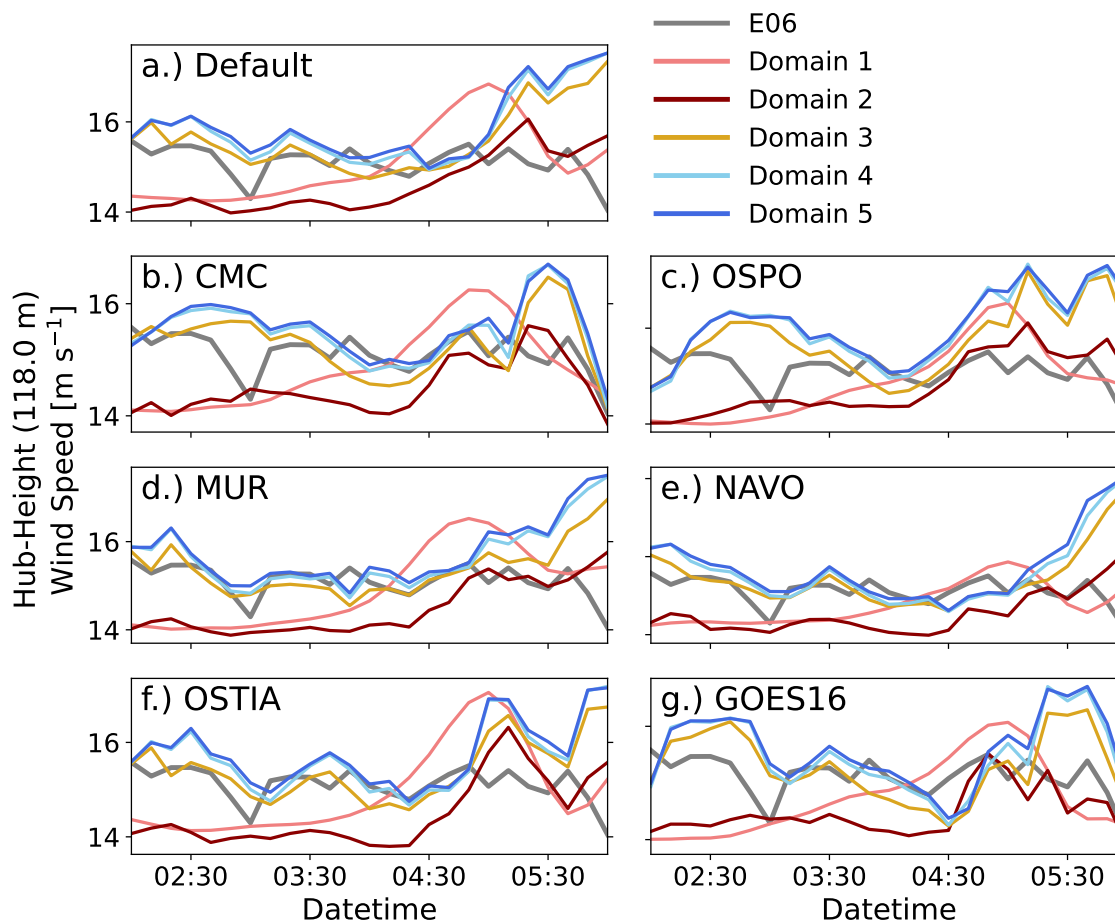 E06
Domain 1
Domain 2
Domain 3
Domain 4
Domain 5
a.) Default
16
14
b.) CMC
16
14
c.) OSPO
d.) MUR
16
14
e.) NAVO
f.) OSTIA
16
14
g.) GOES16
Hub-Height (118.0 m)
Wind Speed [m s⁻¹]
02:30 03:30 04:30 05:30
02:30 03:30 04:30 05:30
Datetime
Datetime